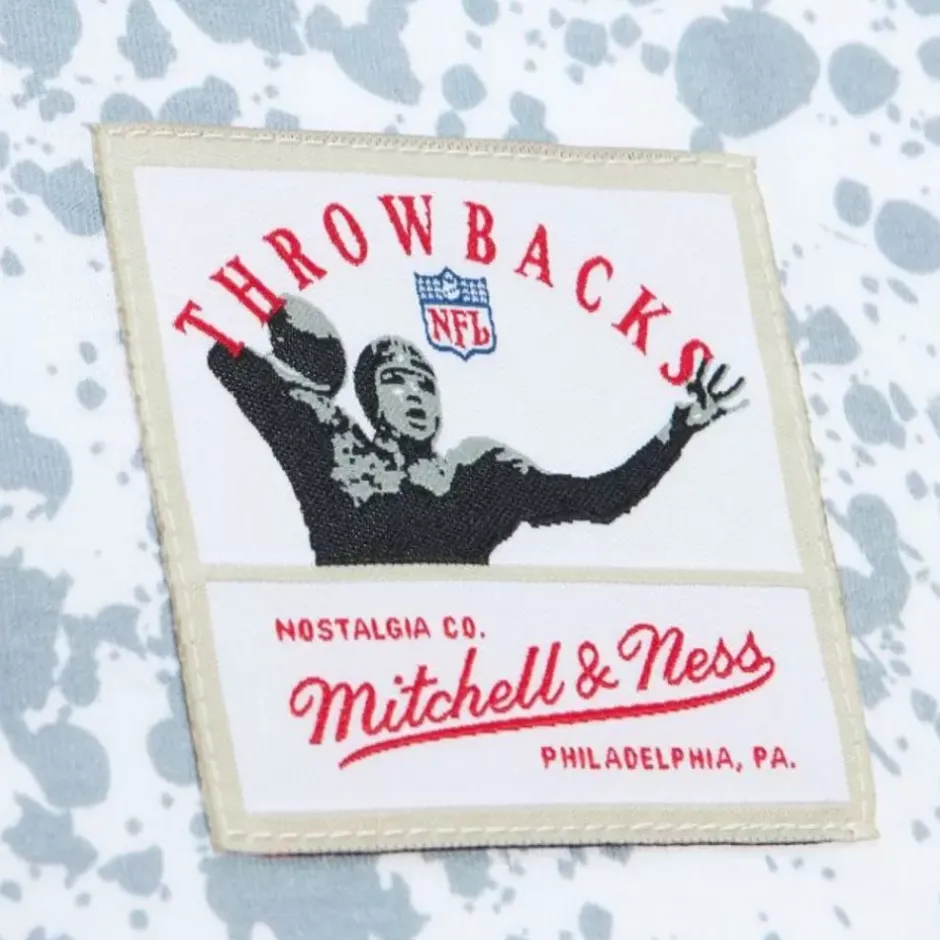 THROWBACKS
NFL
NOSTALGIA CO.
Mitchell & Ness
PHILADELPHIA, PA.